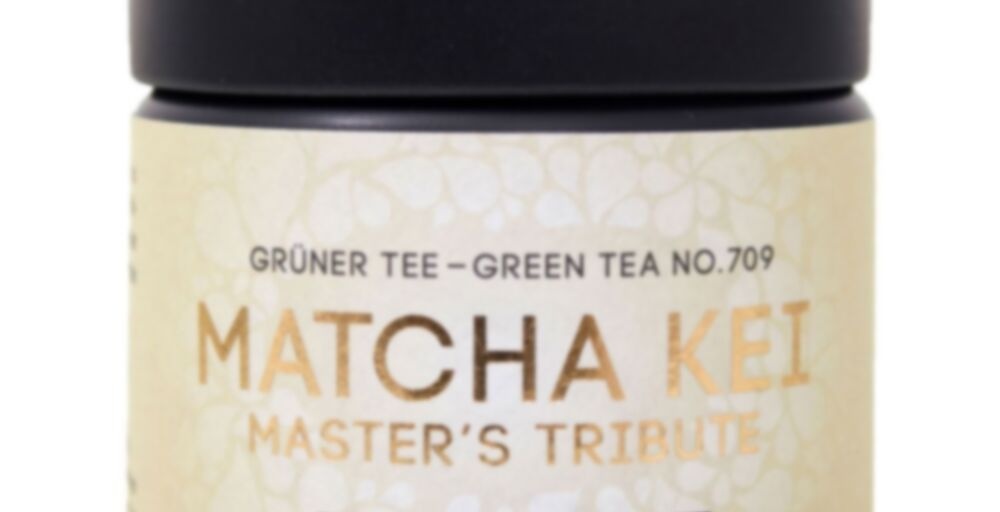 GRÜNER TEE – GREEN TEA NO.709
MATCHA KEI
MASTER'S TRIBUTE